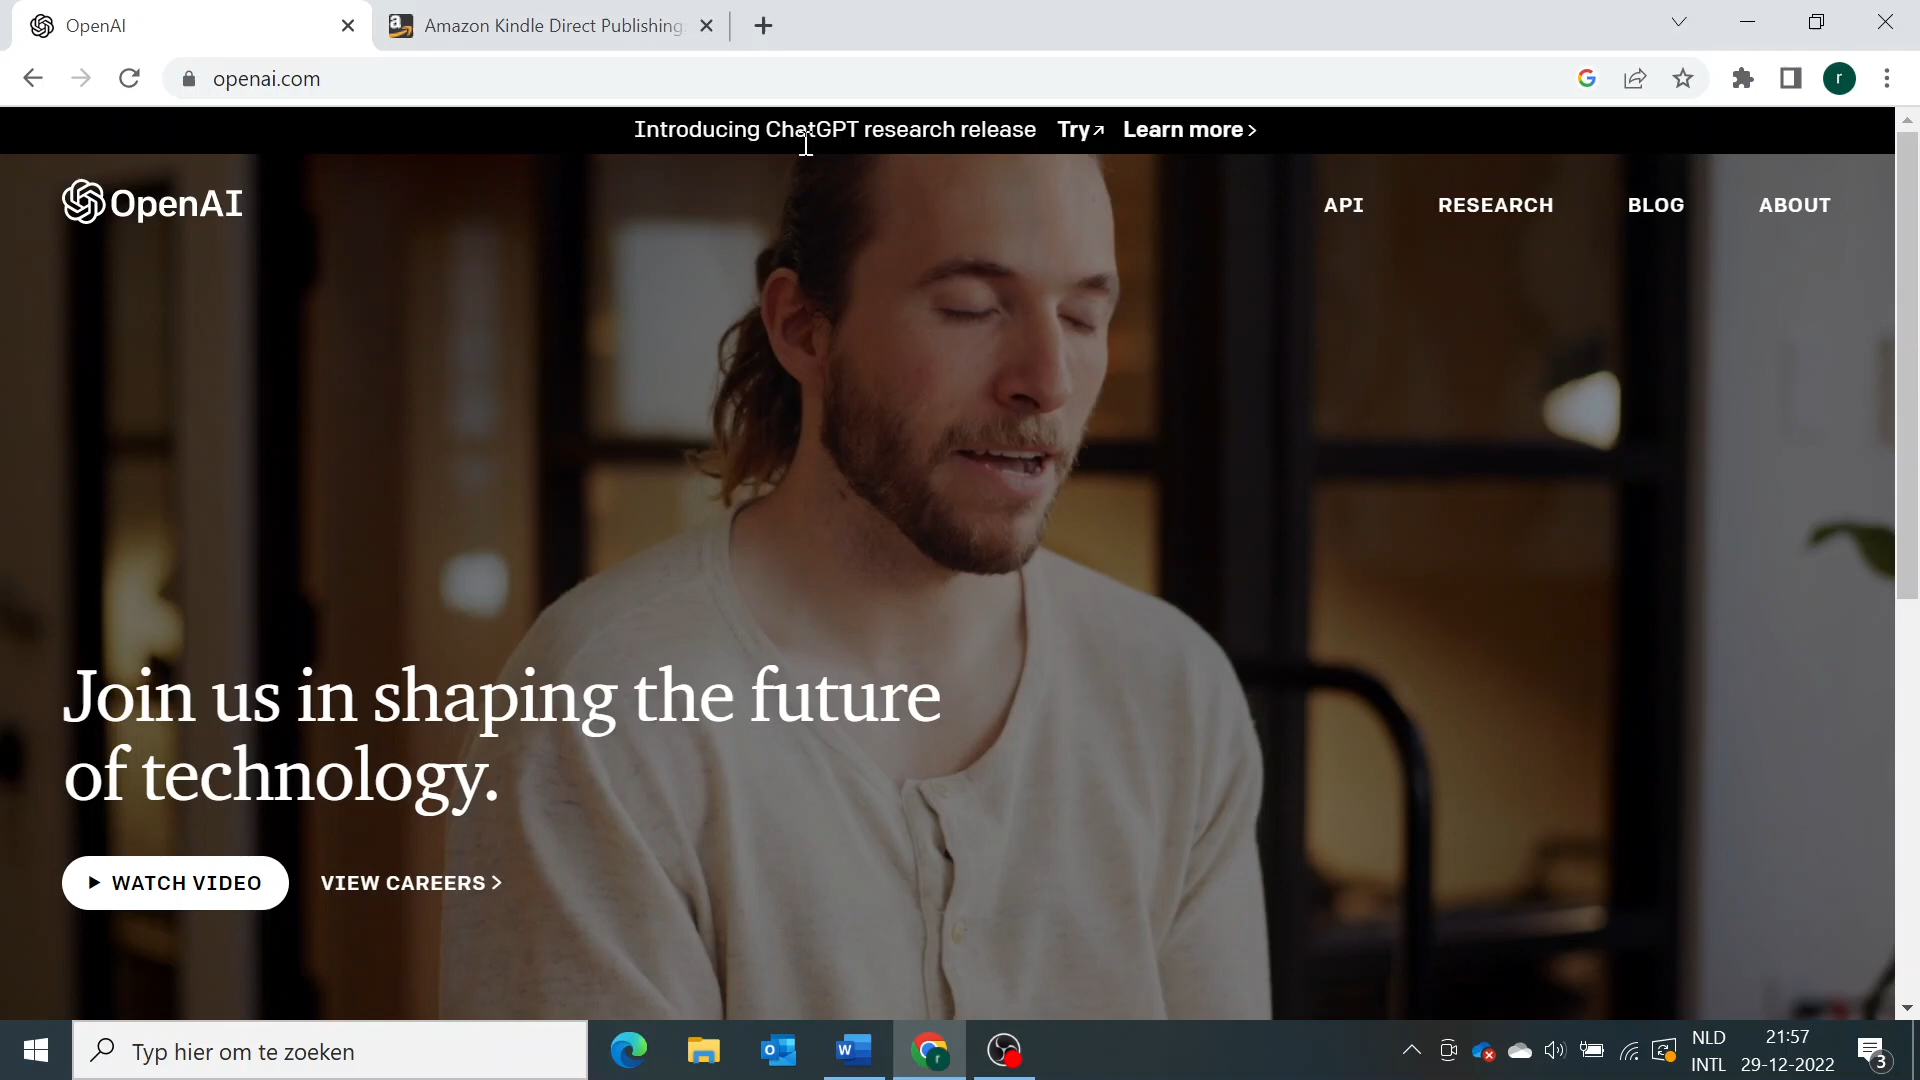 OpenAI
Amazon Kindle Direct Publishing:
openai.com
r
Introducing ChatGPT research release Try Learn more
OpenAI
API RESEARCH BLOG ABOUT
Join us in shaping the future
of technology.
WATCH VIDEO VIEW CAREERS
Typ hier om te zoeken
NLD
INTL
21:57
29-12-2022
3